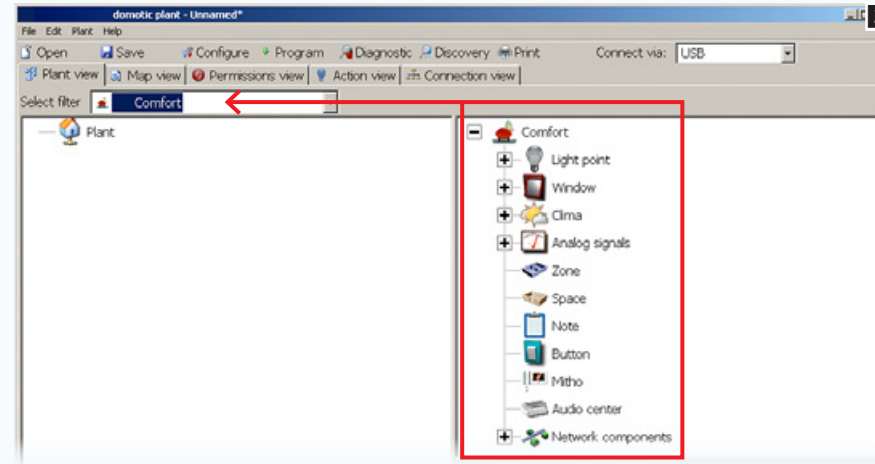 domotic plant - Unnamed*
File Edit Plant Help
Open Save Configure Program Diagnostic Discovery Print Connect via: USB
Plant view Map view Permissions view Action view Connection view
Select filter Comfort
Plant
Comfort
Light point
Window
Clima
Analog signals
Zone
Space
Note
Button
Mitho
Audio center
Network components